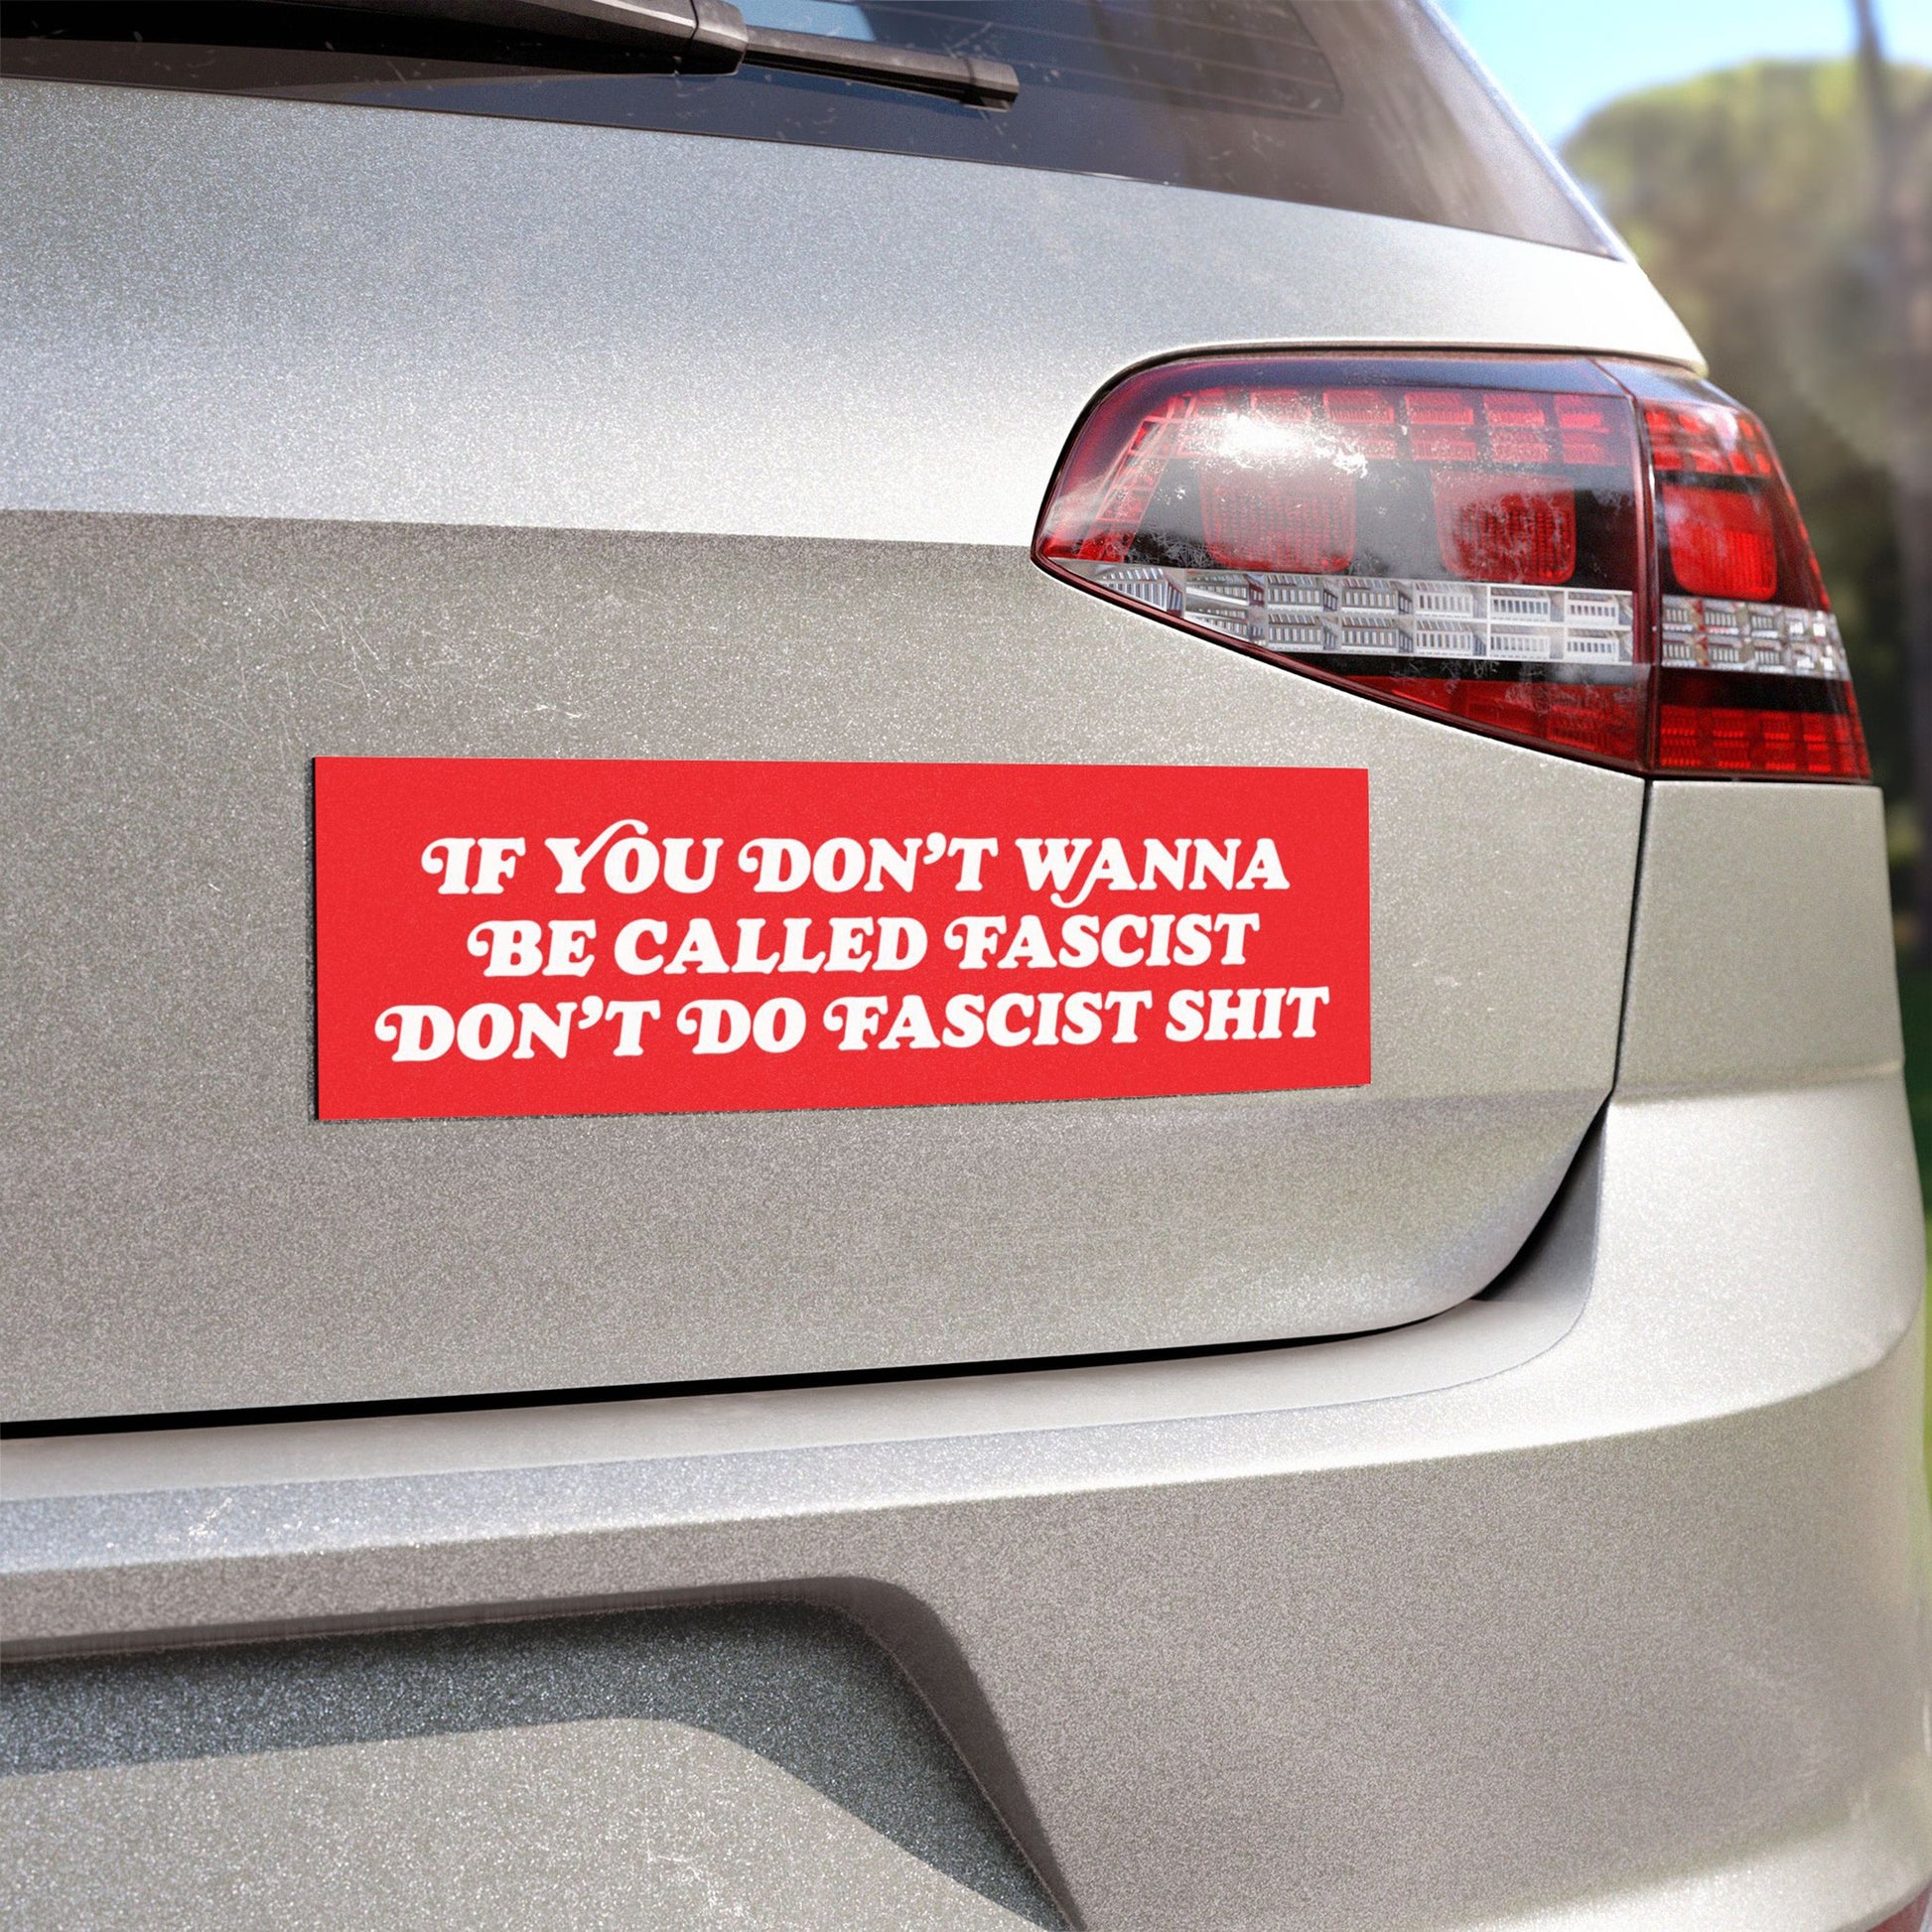 IF YOU DON'T WANNA
BE CALLED FASCIST
DON'T DO FASCIST SHIT